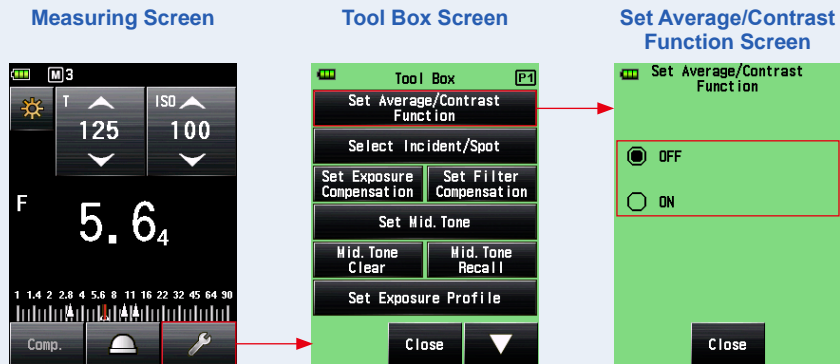 Measuring Screen
M 3
T
125
ISO
100
F
5.6 4
1 1.4 2 2.8 4 5.6 8 11 16 22 32 45 64 90
Comp.
Tool Box Screen
Tool Box
P1
Set Average/Contrast
Function
Select Incident/Spot
Set Exposure
Compensation
Set Filter
Compensation
Set Mid.Tone
Mid.Tone
Clear
Mid.Tone
Recall
Set Exposure Profile
Close
Set Average/Contrast
Function Screen
Set Average/Contrast
Function
OFF
ON
Close